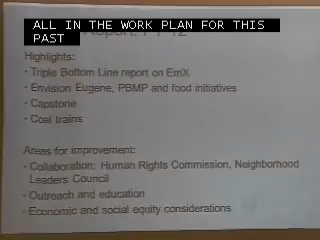 ALL IN THE WORK PLAN FOR THIS
PAST
Highlights:
· Triple Bottom Line report on EmX
· Envision Eugene, PBMP and food initiatives
· Capstone
· Coal trains
Areas for improvement:
· Collaboration: Human Rights Commission, Neighborhood
Leaders Council
· Outreach and education
· Economic and social equity considerations